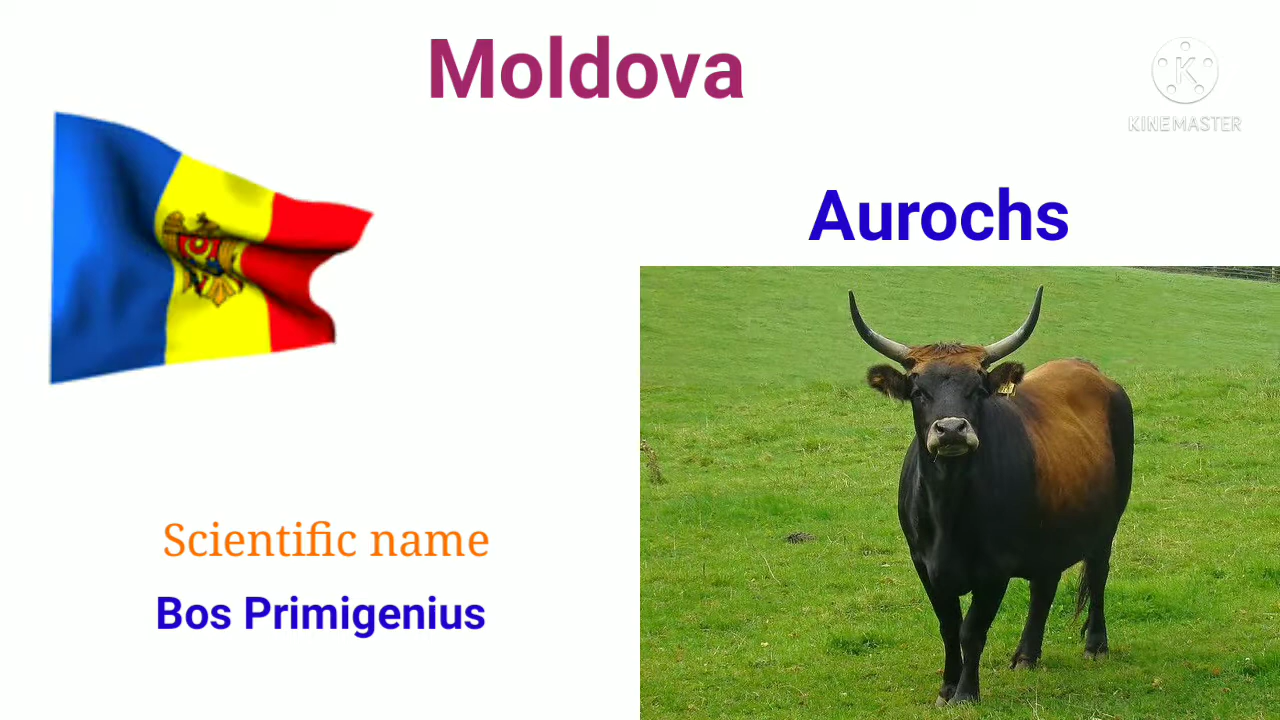 Moldova
KINEMASTER
Aurochs
Scientific name
Bos Primigenius